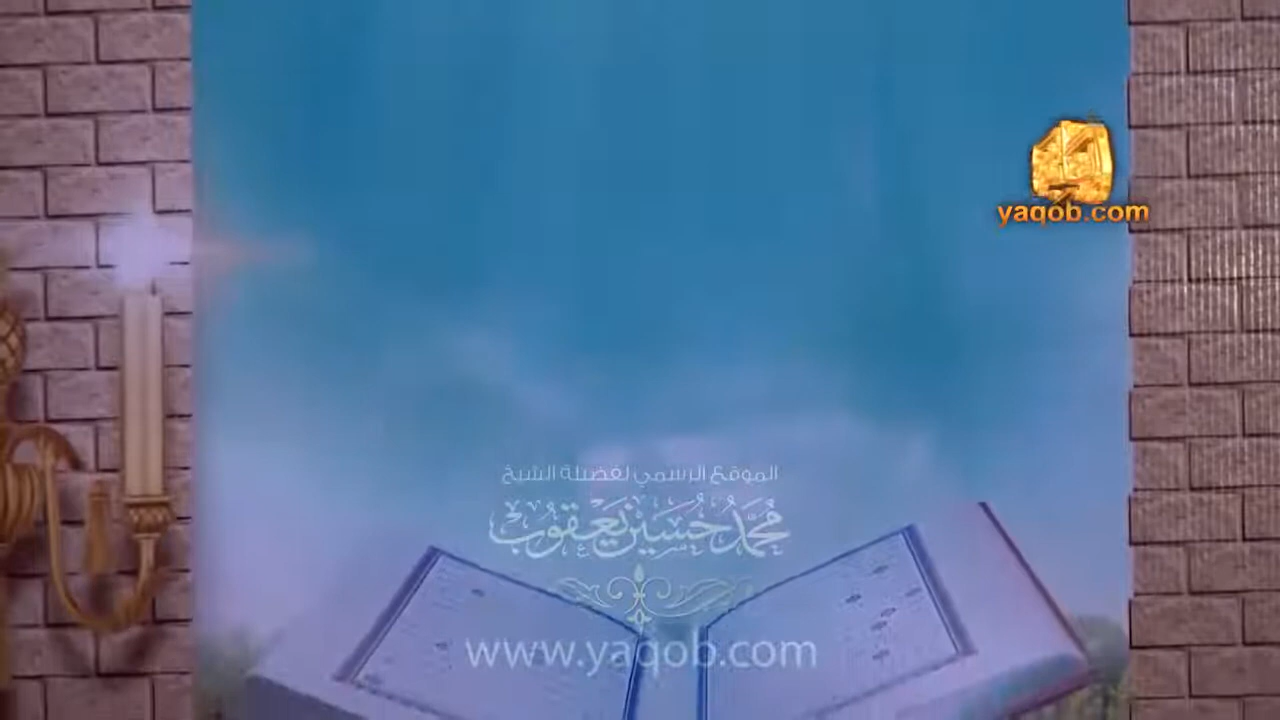 yaqob.com
الموقع الرسمي لفضيلة الشيخ
محمد حسين يعقوب
www.yaqob.com